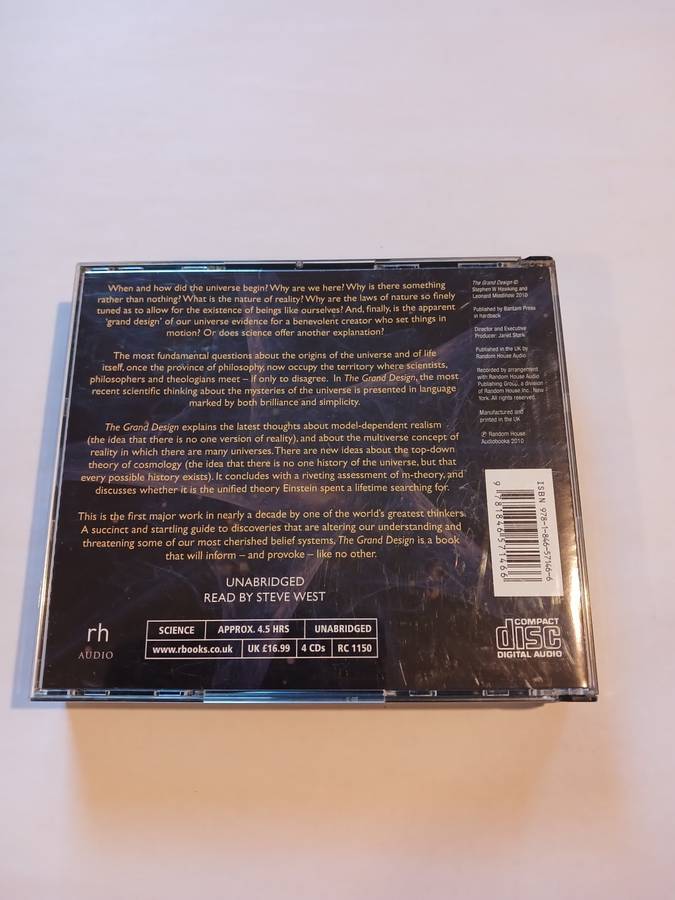 When and how did the universe begin? Why are we here? Why is there something
rather than nothing? What is the nature of reality? Why are the laws of nature so finely
tuned as to allow for the existence of beings like ourselves? And, finally, is the apparent
'grand design' of our universe evidence for a benevolent creator who set things in
motion? Or does science offer another explanation?
The most fundamental questions about the origins of the universe and of life
itself, once the province of philosophy, now occupy the territory where scientists,
philosophers and theologians meet – if only to disagree. In The Grand Design, the most
recent scientific thinking about the mysteries of the universe is presented in language
marked by both brilliance and simplicity.
The Grand Design explains the latest thoughts about model-dependent realism
(the idea that there is no one version of reality), and about the multiverse concept of
reality in which there are many universes. There are new ideas about the top-down
theory of cosmology (the idea that there is no one history of the universe, but that
every possible history exists). It concludes with a riveting assessment of m-theory, and
discusses whether it is the unified theory Einstein spent a lifetime searching for.
This is the first major work in nearly a decade by one of the world's greatest thinkers.
A succinct and startling guide to discoveries that are altering our understanding and
threatening some of our most cherished belief systems, The Grand Design is a book
that will inform – and provoke – like no other.
UNABRIDGED
READ BY STEVE WEST
rh
AUDIO
SCIENCE APPROX. 4.5 HRS UNABRIDGED
www.rbooks.co.uk UK £16.99 4 CDs RC 1150
The Grand Design ©
Stephen W Hawking and
Leonard Mlodinow 2010
Published by Bantam Press
in hardback
Director and Executive
Producer: Janet Stark
Published in the UK by
Random House Audio
Recorded by arrangement
with Random House Audio
Publishing Group, a division
of Random House Inc., New
York. All rights reserved.
Manufactured and
printed in the UK
℗ Random House
Audiobooks 2010
ISBN 978-1-846-57146-6
9 781846 571466
COMPACT
disc
DIGITAL AUDIO